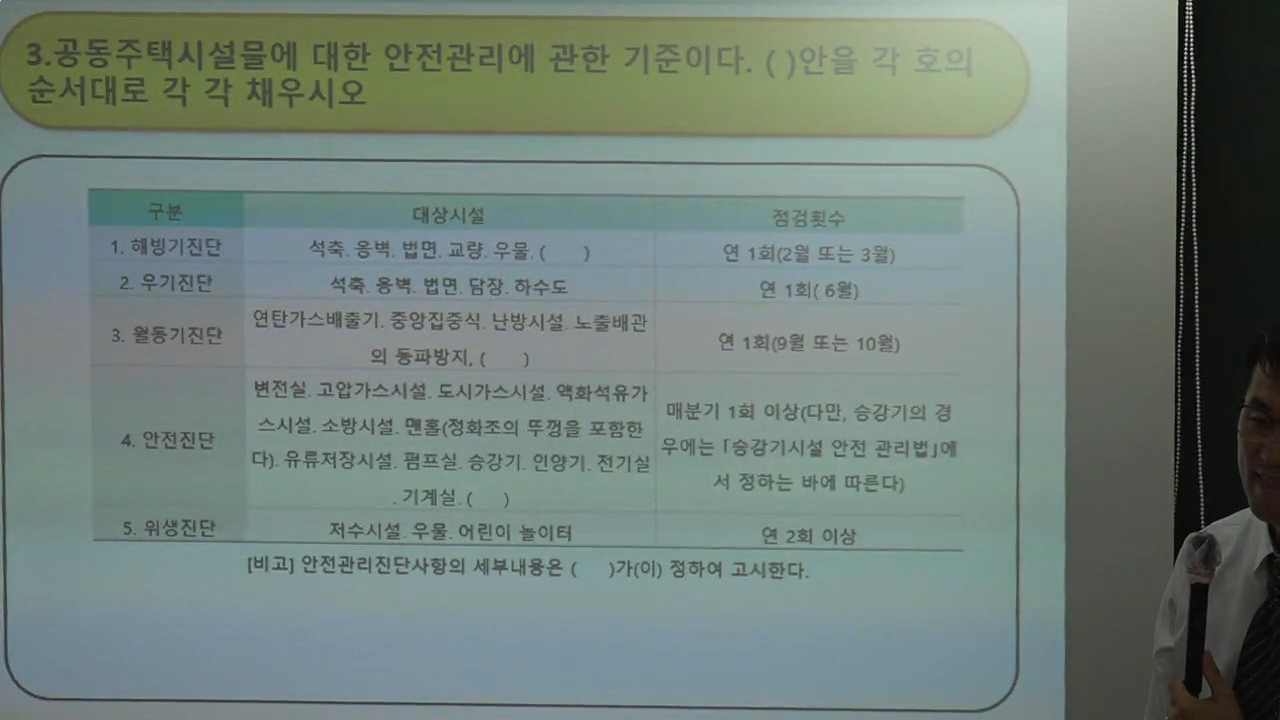 3.공동주택시설물에 대한 안전관리에 관한 기준이다. ( )안을 각 호의
순서대로 각 각 채우시오
구분 대상시설 점검횟수
1. 해빙기진단 석축. 옹벽. 법면. 교량. 우물. ( ) 연 1회(2월 또는 3월)
2. 우기진단 석축. 옹벽. 법면. 담장. 하수도 연 1회( 6월)
3. 월동기진단 연탄가스배출기. 중앙집중식. 난방시설. 노출배관
의 동파방지, ( ) 연 1회(9월 또는 10월)
4. 안전진단 변전실. 고압가스시설. 도시가스시설. 액화석유가
스시설. 소방시설. 맨홀(정화조의 뚜껑을 포함한
다). 유류저장시설. 펌프실. 승강기. 인양기. 전기실
. 기계실. ( )
매분기 1회 이상(다만, 승강기의 경
우에는 「승강기시설 안전 관리법」에
서 정하는 바에 따른다)
5. 위생진단 저수시설. 우물. 어린이 놀이터 연 2회 이상
[비고] 안전관리진단사항의 세부내용은 ( )가(이) 정하여 고시한다.